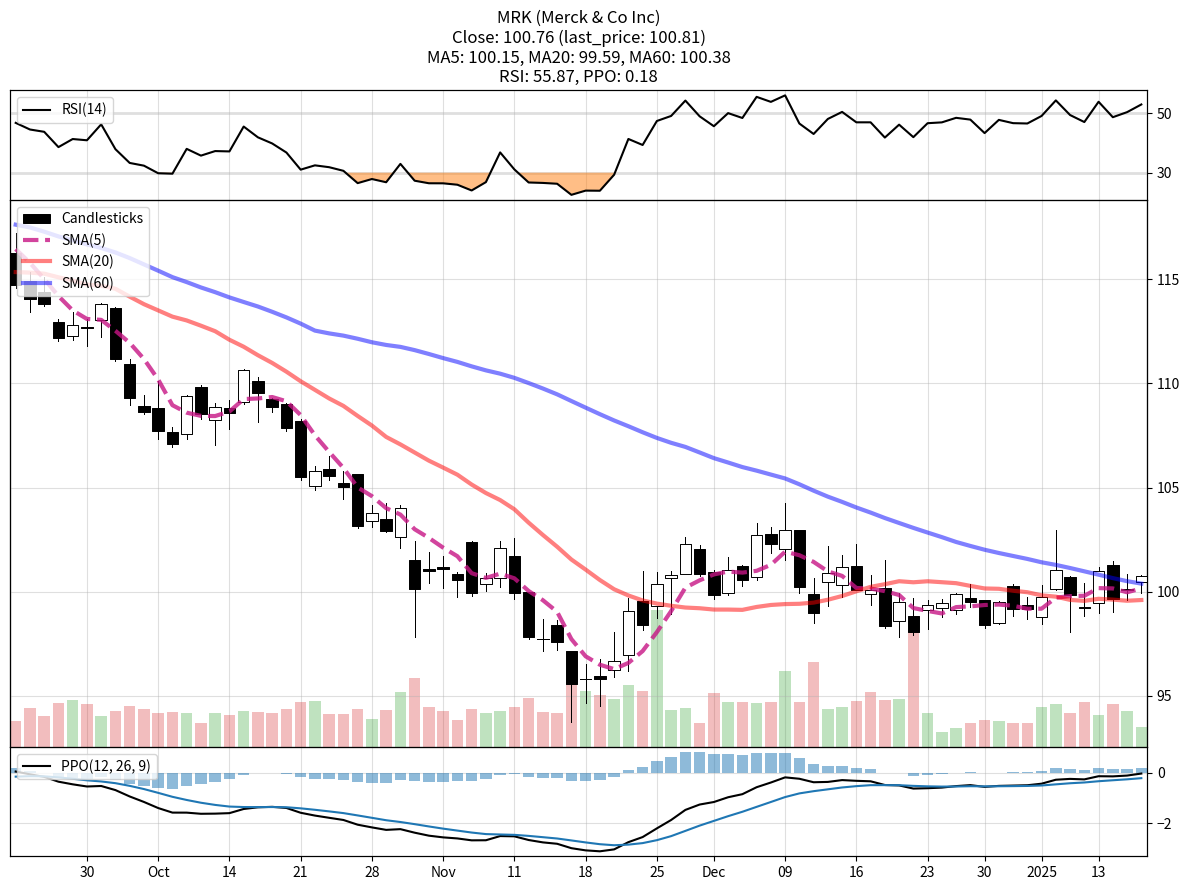 MRK (Merck & Co Inc)
Close: 100.76 (last_price: 100.81)
MA5: 100.15, MA20: 99.59, MA60: 100.38
RSI: 55.87, PPO: 0.18
RSI(14)
50
30
Candlesticks
SMA(5)
SMA(20)
SMA(60)
115
110
105
100
95
PPO(12, 26, 9)
0
−2
30 Oct 14 21 28 Nov 11 18 25 Dec 09 16 23 30 2025 13